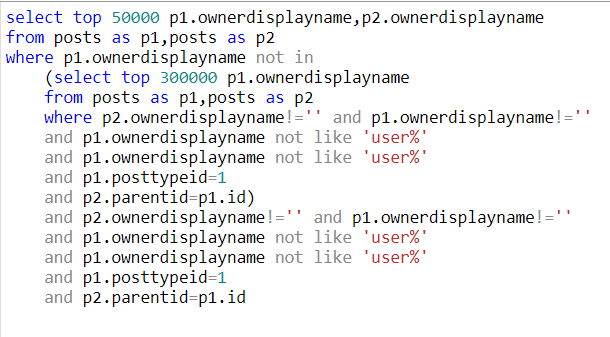 select top 50000 p1.ownerdisplayname,p2.ownerdisplayname
from posts as p1,posts as p2
where p1.ownerdisplayname not in
    (select top 300000 p1.ownerdisplayname
    from posts as p1,posts as p2
    where p2.ownerdisplayname!='' and p1.ownerdisplayname!=''
    and p1.ownerdisplayname not like 'user%'
    and p1.ownerdisplayname not like 'user%'
    and p1.posttypeid=1
    and p2.parentid=p1.id)
    and p2.ownerdisplayname!='' and p1.ownerdisplayname!=''
    and p1.ownerdisplayname not like 'user%'
    and p1.ownerdisplayname not like 'user%'
    and p1.posttypeid=1
    and p2.parentid=p1.id